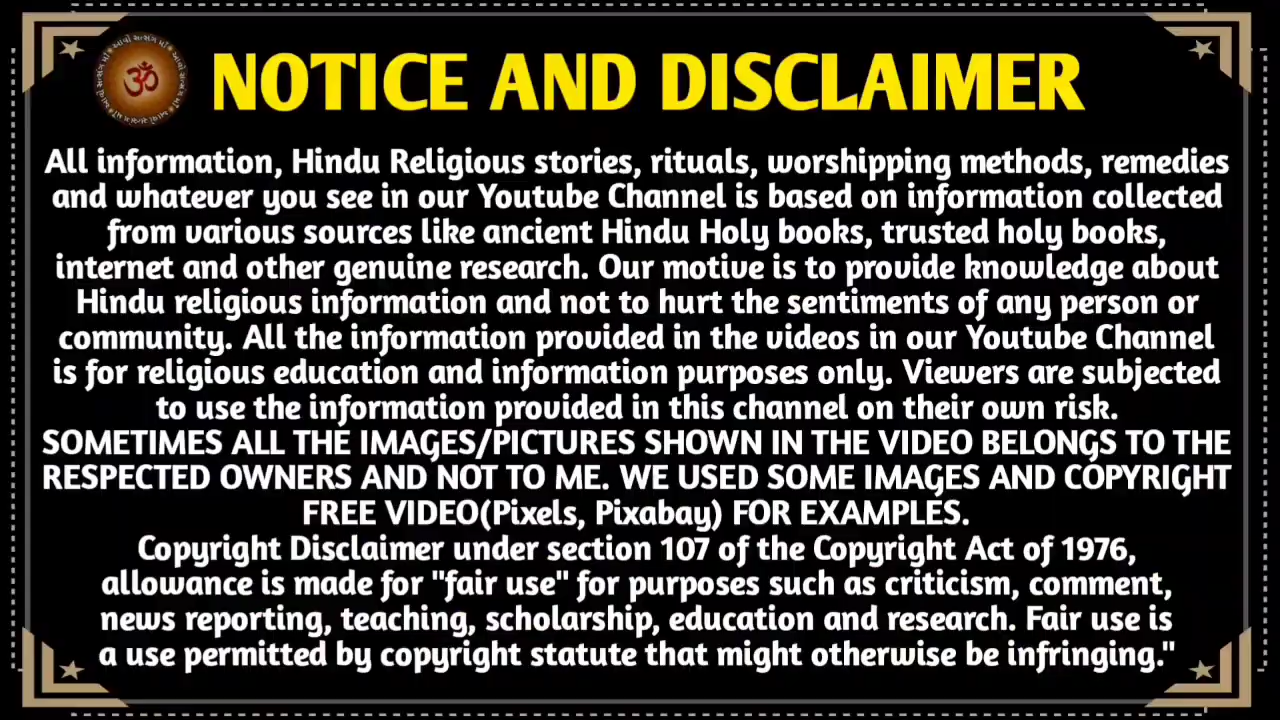 NOTICE AND DISCLAIMER
All information, Hindu Religious stories, rituals, worshipping methods, remedies
and whatever you see in our Youtube Channel is based on information collected
from various sources like ancient Hindu Holy books, trusted holy books,
internet and other genuine research. Our motive is to provide knowledge about
Hindu religious information and not to hurt the sentiments of any person or
community. All the information provided in the videos in our Youtube Channel
is for religious education and information purposes only. Viewers are subjected
to use the information provided in this channel on their own risk.
SOMETIMES ALL THE IMAGES/PICTURES SHOWN IN THE VIDEO BELONGS TO THE
RESPECTED OWNERS AND NOT TO ME. WE USED SOME IMAGES AND COPYRIGHT
FREE VIDEO(Pixels, Pixabay) FOR EXAMPLES.
Copyright Disclaimer under section 107 of the Copyright Act of 1976,
allowance is made for "fair use" for purposes such as criticism, comment,
news reporting, teaching, scholarship, education and research. Fair use is
a use permitted by copyright statute that might otherwise be infringing."
ॐ